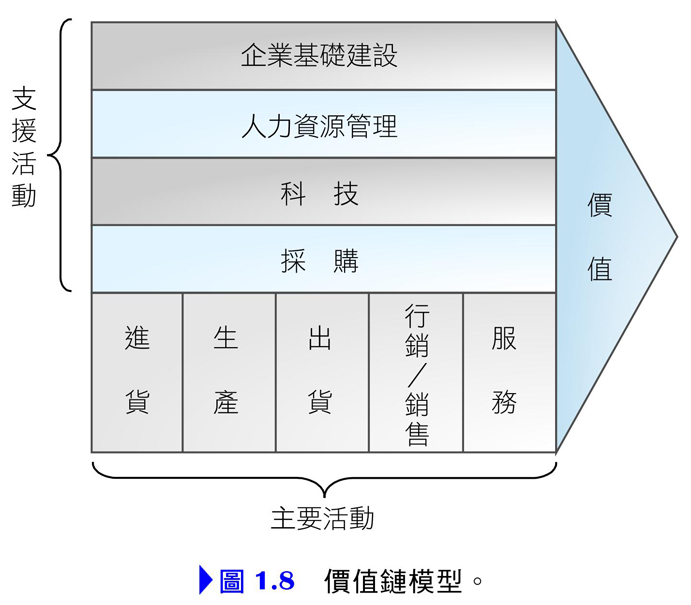 支援活動
企業基礎建設
人力資源管理
科 技
採 購
進貨
生產
出貨
行銷/銷售
服務
價值
主要活動
圖 1.8 價值鏈模型。